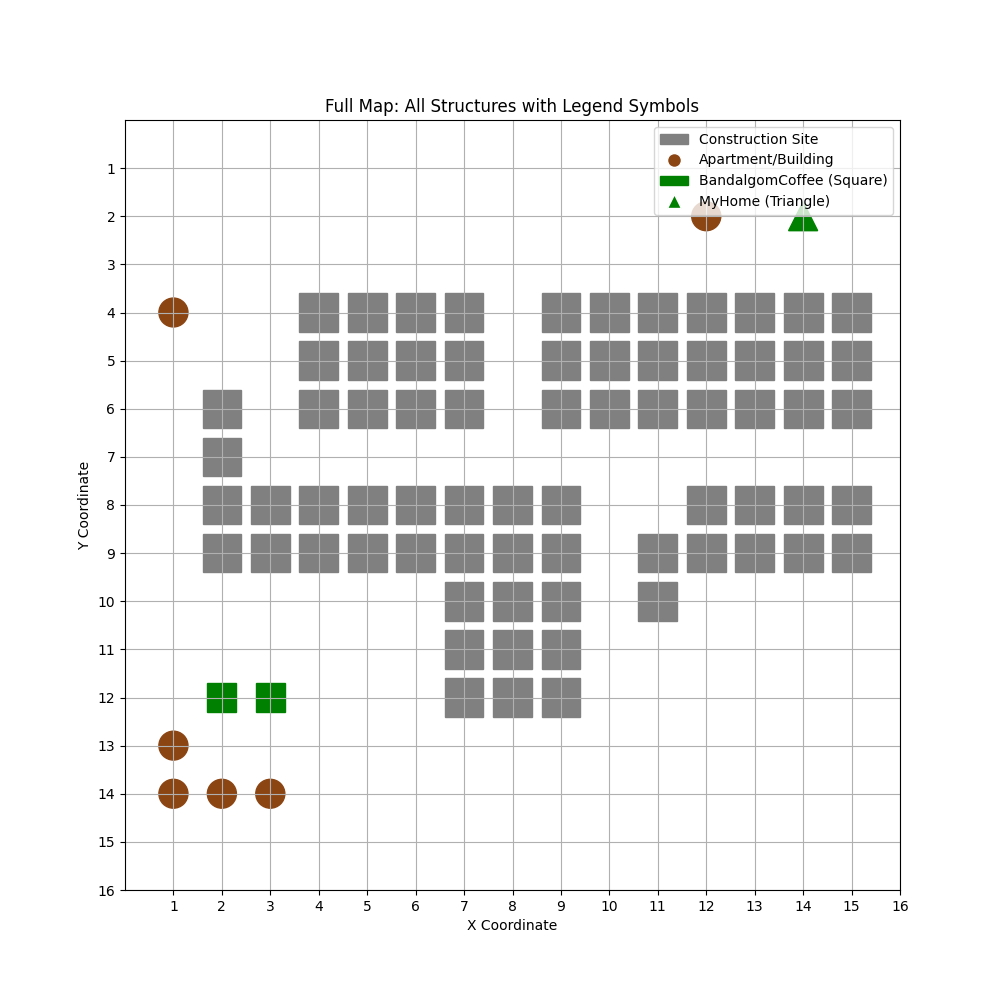 Full Map: All Structures with Legend Symbols
Construction Site
Apartment/Building
BandalgomCoffee (Square)
MyHome (Triangle)
Y Coordinate
1
2
3
4
5
6
7
8
9
10
11
12
13
14
15
16
1 2 3 4 5 6 7 8 9 10 11 12 13 14 15 16
X Coordinate